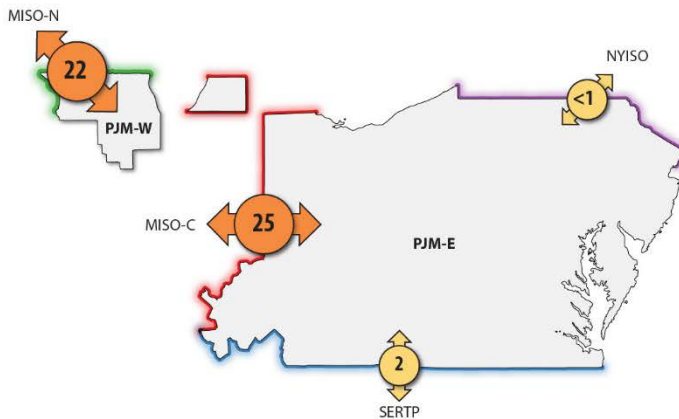 MISO-N
22
PJM-W
NYISO
<1
MISO-C
25
PJM-E
2
SERTP